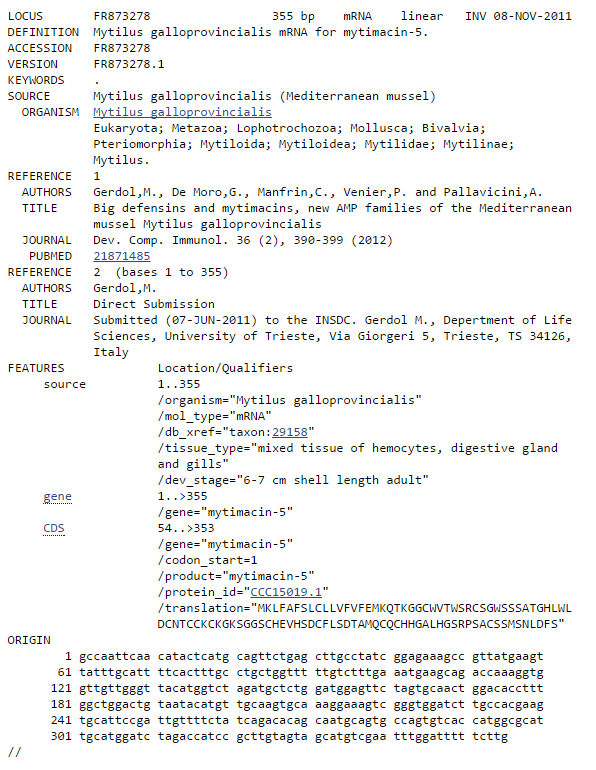 LOCUS       FR873278                 355 bp    mRNA    linear   INV 08-NOV-2011
DEFINITION  Mytilus galloprovincialis mRNA for mytimacin-5.
ACCESSION   FR873278
VERSION     FR873278.1
KEYWORDS    .
SOURCE      Mytilus galloprovincialis (Mediterranean mussel)
  ORGANISM  Mytilus galloprovincialis
            Eukaryota; Metazoa; Lophotrochozoa; Mollusca; Bivalvia;
            Pteriomorphia; Mytiloida; Mytiloidea; Mytilidae; Mytilinae;
            Mytilus.
REFERENCE   1
  AUTHORS   Gerdol,M., De Moro,G., Manfrin,C., Venier,P. and Pallavicini,A.
  TITLE     Big defensins and mytimacins, new AMP families of the Mediterranean
            mussel Mytilus galloprovincialis
  JOURNAL   Dev. Comp. Immunol. 36 (2), 390-399 (2012)
   PUBMED   21871485
REFERENCE   2  (bases 1 to 355)
  AUTHORS   Gerdol,M.
  TITLE     Direct Submission
  JOURNAL   Submitted (07-JUN-2011) to the INSDC. Gerdol M., Depertment of Life
            Sciences, University of Trieste, Via Giorgeri 5, Trieste, TS 34126,
            Italy
FEATURES             Location/Qualifiers
     source          1..355
                     /organism="Mytilus galloprovincialis"
                     /mol_type="mRNA"
                     /db_xref="taxon:29158"
                     /tissue_type="mixed tissue of hemocytes, digestive gland
                     and gills"
                     /dev_stage="6-7 cm shell length adult"
     gene            1..>355
                     /gene="mytimacin-5"
     CDS             54..>353
                     /gene="mytimacin-5"
                     /codon_start=1
                     /product="mytimacin-5"
                     /protein_id="CCC15019.1"
                     /translation="MKLFAFSLCLLVFVFEMKQTKGGCWVTWSRCSGWSSSATGHLWL
                     DCNTCCKCKGKSGGSCHEVHSDCFLSDTAMQCQCHHGALHGSRPSACSSMSNLDFS"
ORIGIN
        1 gccaattcaa catactcatg cagttctgag cttgcctatc ggagaaagcc gttatgaagt
       61 tatttgcatt ttcactttgc ctgctggttt ttgtctttga aatgaagcag accaaaggtg
      121 gttgttgggt tacatggtct agatgctctg gatggagttc tagtgcaact ggacaccttt
      181 ggctggactg taatacatgt tgcaagtgca aaggaaagtc gggtggatct tgccacgaag
      241 tgcattccga ttgttttcta tcagacacag caatgcagtg ccagtgtcac catggcgcat
      301 tgcatggatc tagaccatcc gcttgtagta gcatgtcgaa tttggatttt tcttg
//